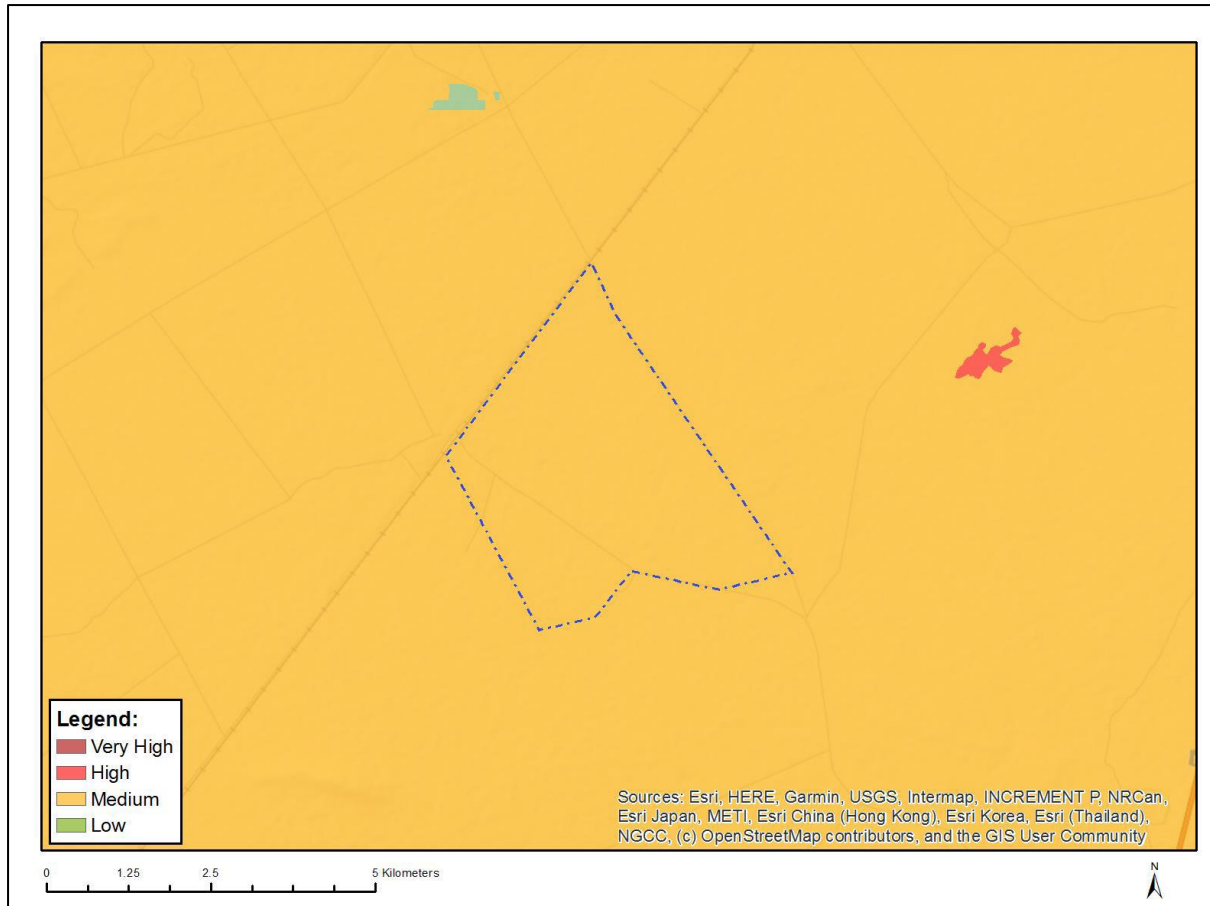 Legend:
Very High
High
Medium
Low
Sources: Esri, HERE, Garmin, USGS, Intermap, INCREMENT P, NRCan,
Esri Japan, METI, Esri China (Hong Kong), Esri Korea, Esri (Thailand),
NGCC, (c) OpenStreetMap contributors, and the GIS User Community
0 1.25 2.5 5 Kilometers
N